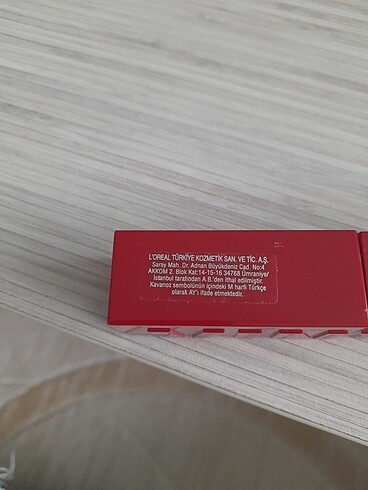 L'OREAL TÜRKİYE KOZMETİK SAN. VE TİC. A.Ş.
Saray Mah. Dr. Adnan Büyükdeniz Cad. No:4
AKKOM 2. Blok Kat:14-15-16 34768 Ümraniye/
İstanbul tarafından A.B.'den ithal edilmiştir.
Kavanoz sembolünün içindeki M harfi Türkçe
olarak AY'ı ifade etmektedir.